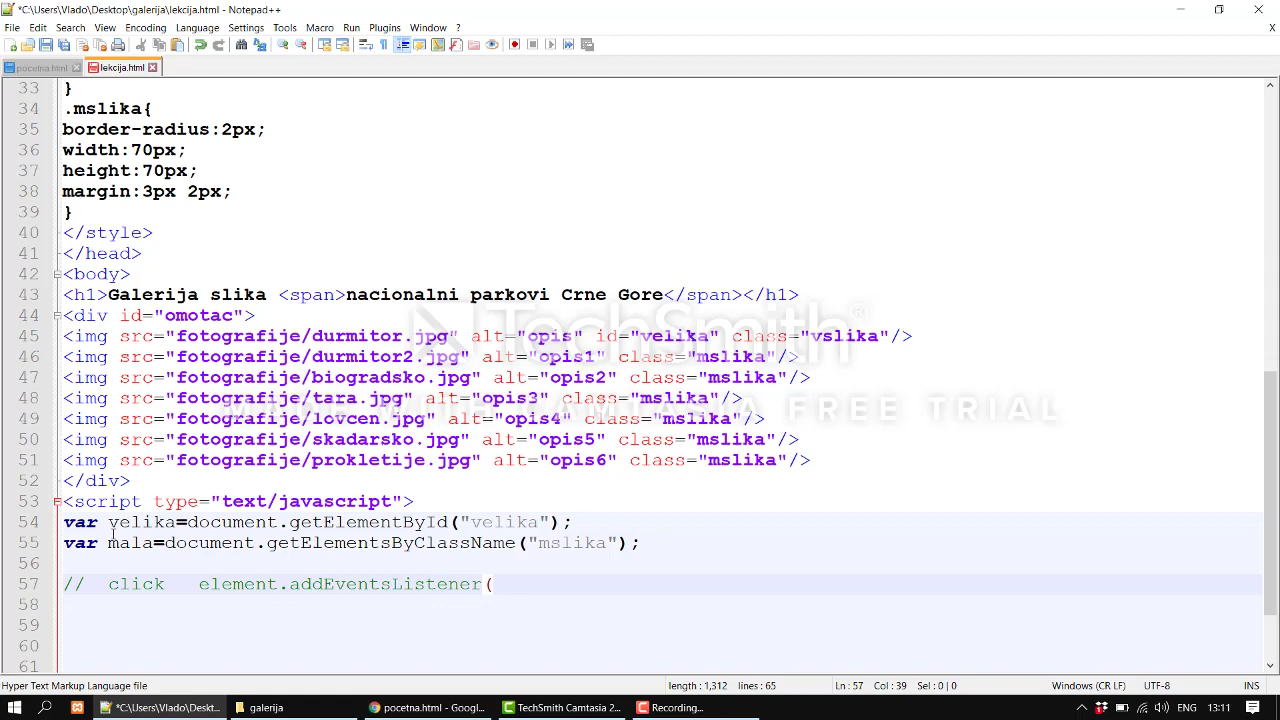 *C:\Users\Vlado\Desktop\galerija\lekcija.html - Notepad++
File Edit Search View Encoding Language Settings Tools Macro Run Plugins Window ? X
pocetna.html lekcija.html
33 }
34 .mslika{
35 border-radius:2px;
36 width:70px;
37 height:70px;
38 margin:3px 2px;
39 }
40 </style>
41 </head>
42 <body>
43 <h1>Galerija slika <span>nacionalni parkovi Crne Gore</span></h1>
44 <div id="omotac">
45 <img src="fotografije/durmitor.jpg" alt="opis" id="velika" class="vslika"/>
46 <img src="fotografije/durmitor2.jpg" alt="opis1" class="mslika"/>
47 <img src="fotografije/biogradsko.jpg" alt="opis2" class="mslika"/>
48 <img src="fotografije/tara.jpg" alt="opis3" class="mslika"/>
49 <img src="fotografije/lovcen.jpg" alt="opis4" class="mslika"/>
50 <img src="fotografije/skadarsko.jpg" alt="opis5" class="mslika"/>
51 <img src="fotografije/prokletije.jpg" alt="opis6" class="mslika"/>
52 </div>
53 <script type="text/javascript">
54 var velika=document.getElementById("velika");
55 var mala=document.getElementsByClassName("mslika");
56
57 // click element.addEventsListener(
58
59
60
61
TechSmith®
MADE WITH CAMTASIA FREE TRIAL
Hyper Text Markup Language file length : 1,312 lines : 65 Ln : 57 Col : 39 Sel : 0 | 0 Windows (CR LF) UTF-8 INS
*C:\Users\Vlado\Deskt... galerija pocetna.html - Googl... TechSmith Camtasia 2... Recording... ENG 13:11